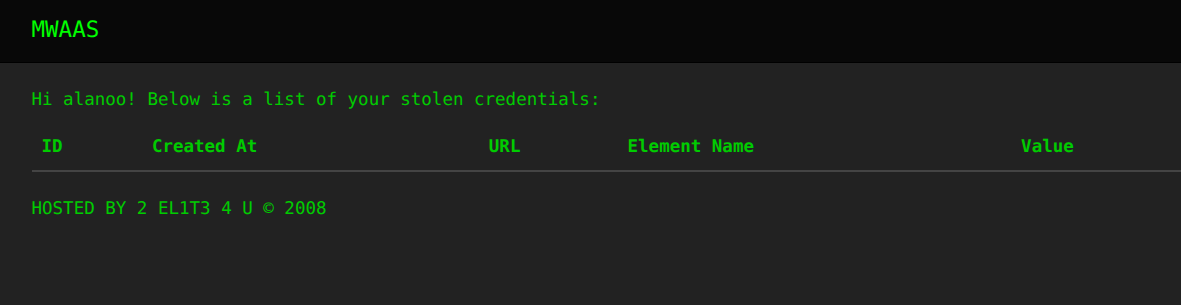 MWAAS
Hi alanoo! Below is a list of your stolen credentials:
ID Created At URL Element Name Value
HOSTED BY 2 EL1T3 4 U © 2008